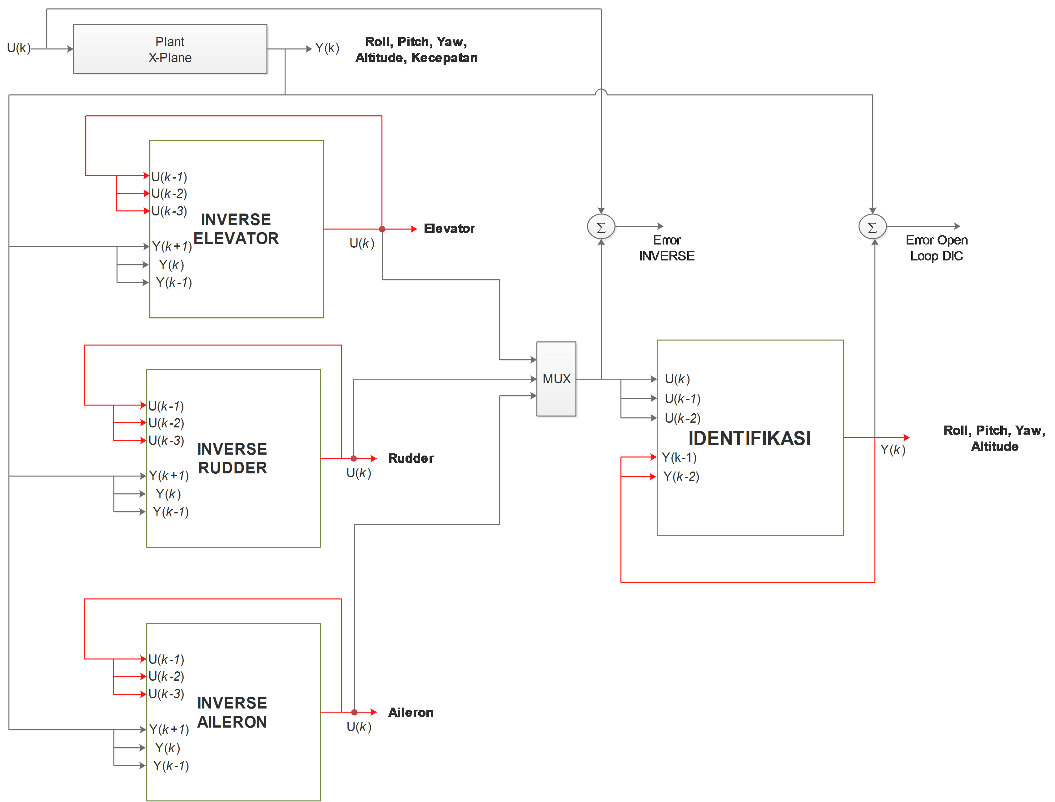 U(k)
Plant
X-Plane
Y(k)
Roll, Pitch, Yaw,
Altitude, Kecepatan
U(k-1)
U(k-2)
U(k-3)
INVERSE
ELEVATOR
Y(k+1)
Y(k)
Y(k-1)
U(k)
Elevator
Σ
Error
INVERSE
Σ
Error Open
Loop DIC
U(k-1)
U(k-2)
U(k-3)
INVERSE
RUDDER
Y(k+1)
Y(k)
Y(k-1)
U(k)
Rudder
MUX
U(k)
U(k-1)
U(k-2)
IDENTIFIKASI
Y(k-1)
Y(k-2)
Y(k)
Roll, Pitch, Yaw,
Altitude
U(k-1)
U(k-2)
U(k-3)
INVERSE
AILERON
Y(k+1)
Y(k)
Y(k-1)
U(k)
Aileron